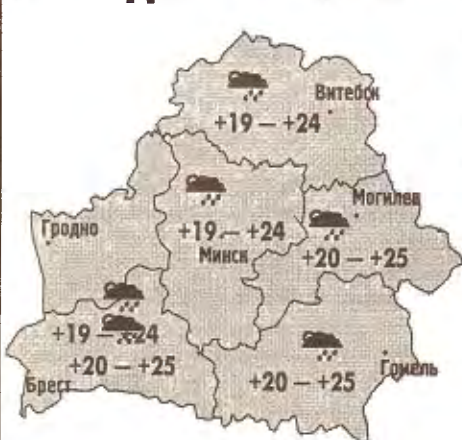 Витебск
+19 – +24
Могилев
Гродно
+19 – +24
Минск
+20 – +25
+19 – +24
+20 – +25
Брест
Гомель
+20 – +25